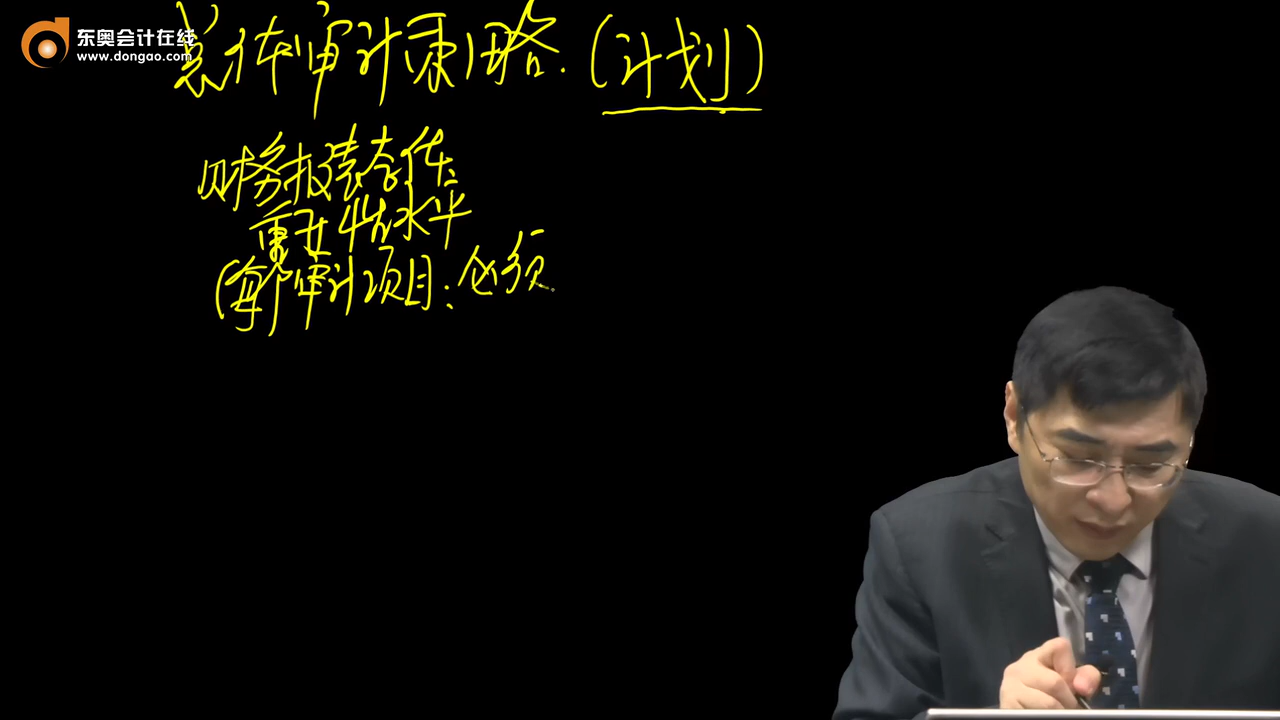 东奥会计在线
www.dongao.com
总体审计策略.(计划)
财务报表整体
重要性水平
(每个审计项目:必须